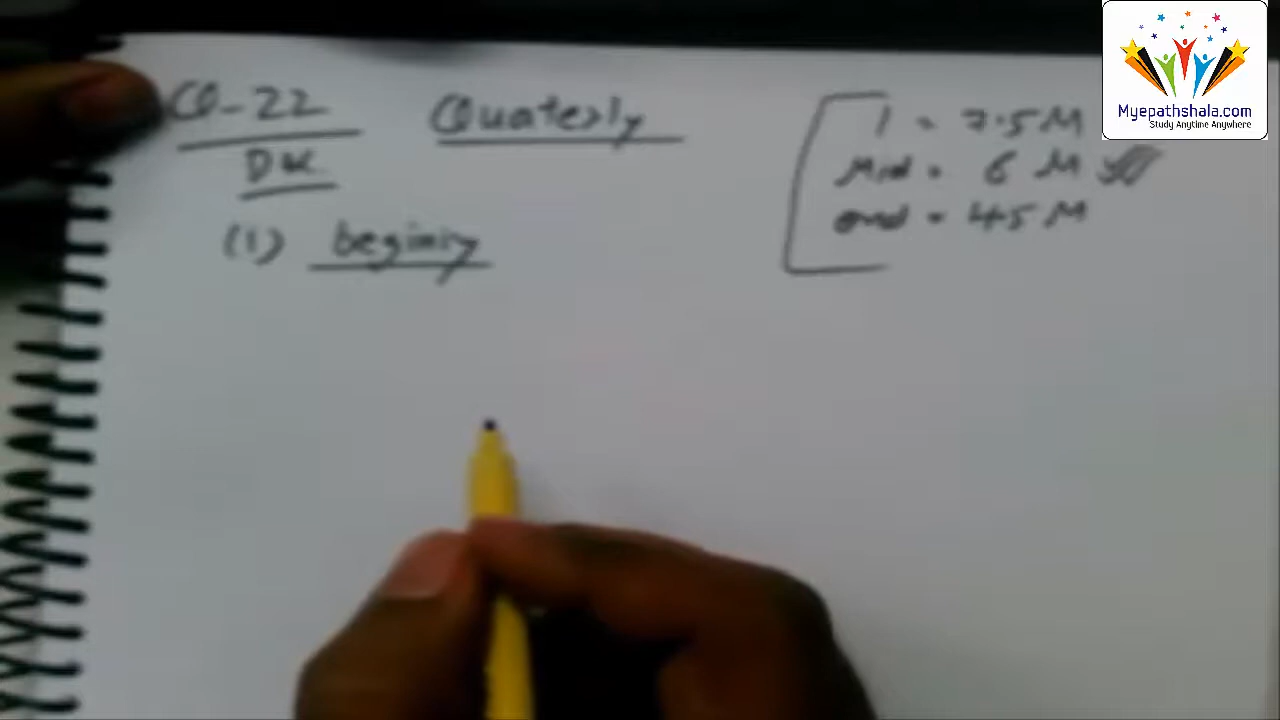 Q-22 Quaterly
DK
(1) begining
1 = 7.5 M
Mid = 6 M
end = 4.5 M
Myepathshala.com
Study Anytime Anywhere